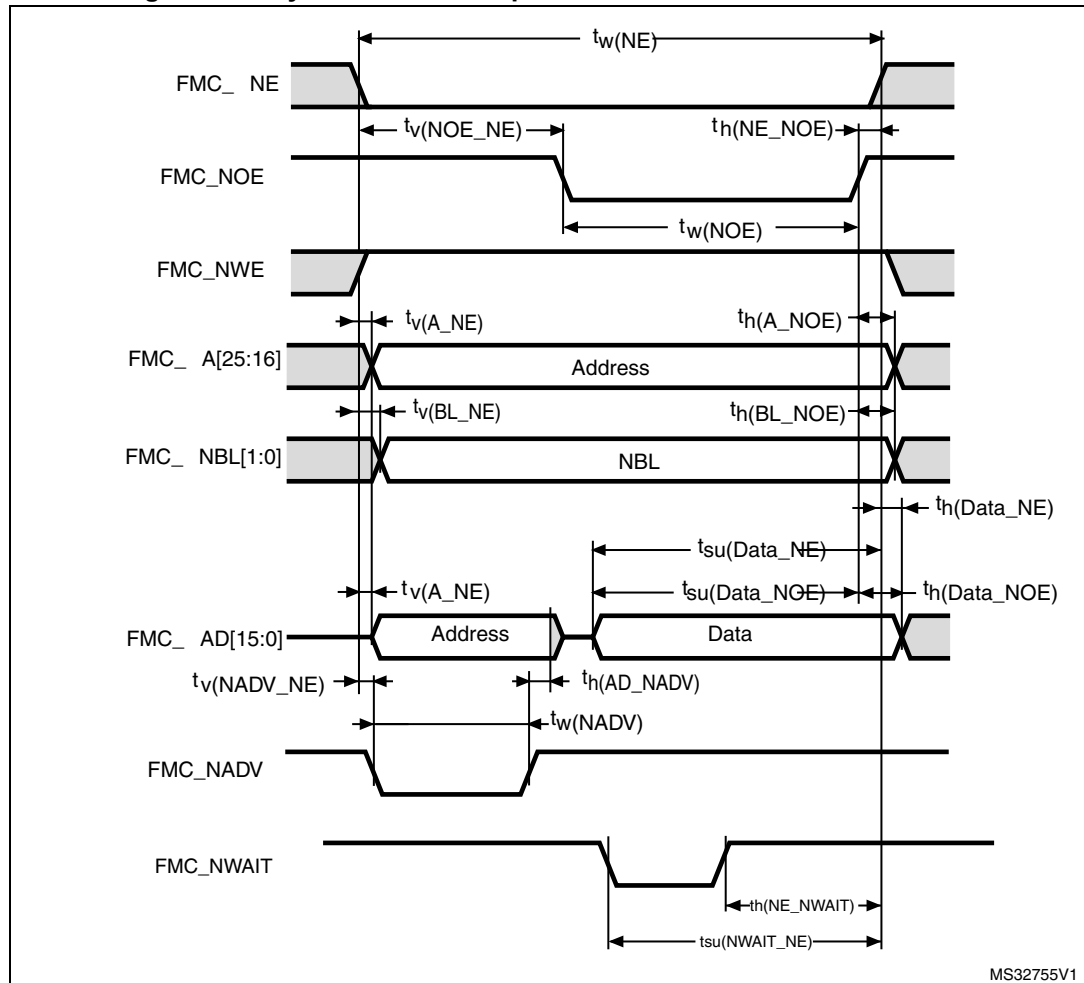 tw(NE)
FMC_ NE
tv(NOE_NE)
th(NE_NOE)
FMC_NOE
tw(NOE)
FMC_NWE
tv(A_NE)
th(A_NOE)
FMC_ A[25:16]
Address
tv(BL_NE)
th(BL_NOE)
FMC_ NBL[1:0]
NBL
th(Data_NE)
tsu(Data_NE)
tv(A_NE)
tsu(Data_NOE)
th(Data_NOE)
FMC_ AD[15:0]
Address
Data
tv(NADV_NE)
th(AD_NADV)
tw(NADV)
FMC_NADV
FMC_NWAIT
th(NE_NWAIT)
tsu(NWAIT_NE)
MS32755V1